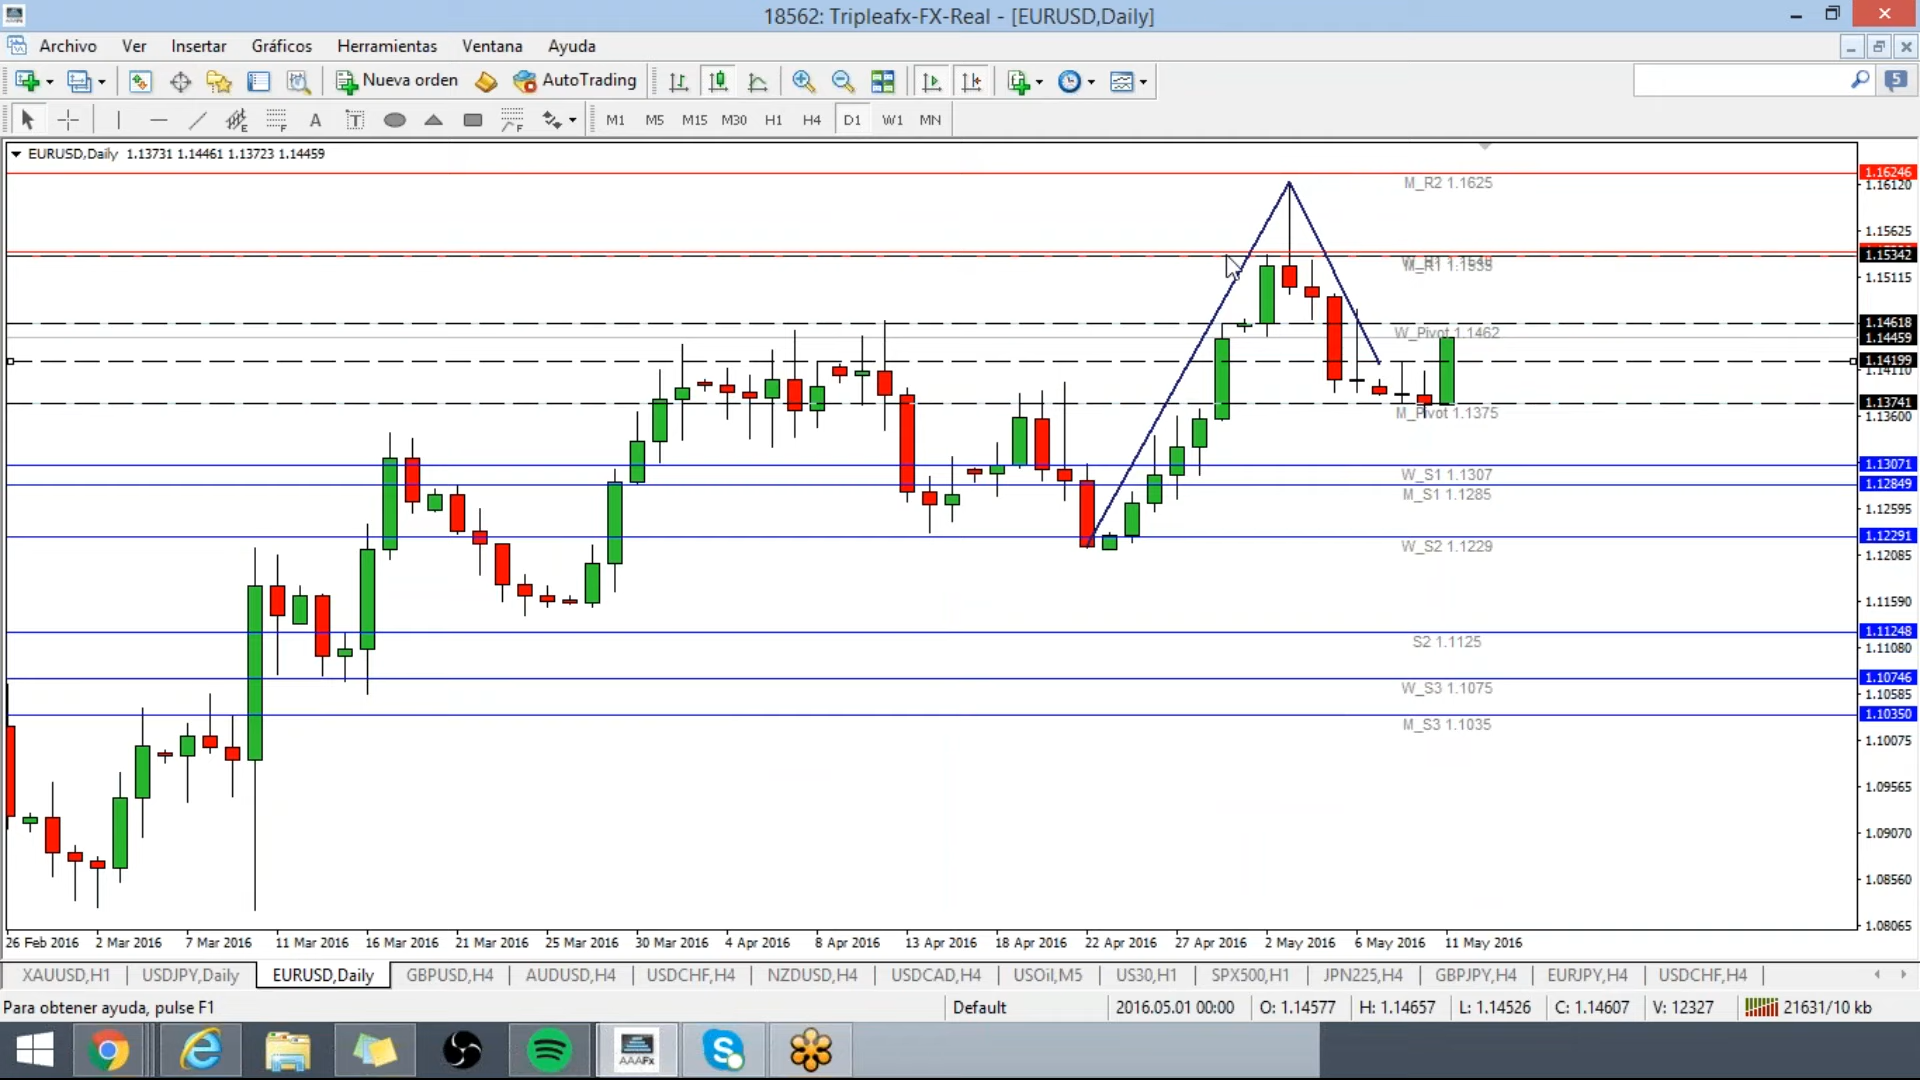 18562: Tripleafx-FX-Real - [EURUSD,Daily]
Archivo Ver Insertar Gráficos Herramientas Ventana Ayuda
Nueva orden AutoTrading 5
A T M1 M5 M15 M30 H1 H4 D1 W1 MN
EURUSD,Daily 1.13731 1.14461 1.13723 1.14459
1.16246
M_R2 1.1625
1.16120
1.15625
1.15342
M_R1 1.1535
1.15115
1.14618
W_Pivot 1.1462
1.14459
1.14199
1.14110
1.13741
M_Pivot 1.1375
1.13600
1.13071
W_S1 1.1307
1.12849
M_S1 1.1285
1.12595
1.12291
W_S2 1.1229
1.12085
1.11590
1.11248
S2 1.1125
1.11080
1.10746
W_S3 1.1075
1.10585
1.10350
M_S3 1.1035
1.10075
1.09565
1.09070
1.08560
1.08065
26 Feb 2016 2 Mar 2016 7 Mar 2016 11 Mar 2016 16 Mar 2016 21 Mar 2016 25 Mar 2016 30 Mar 2016 4 Apr 2016 8 Apr 2016 13 Apr 2016 18 Apr 2016 22 Apr 2016 27 Apr 2016 2 May 2016 6 May 2016 11 May 2016
XAUUSD,H1 USDJPY,Daily EURUSD,Daily GBPUSD,H4 AUDUSD,H4 USDCHF,H4 NZDUSD,H4 USDCAD,H4 USOil,M5 US30,H1 SPX500,H1 JPN225,H4 GBPJPY,H4 EURJPY,H4 USDCHF,H4
Para obtener ayuda, pulse F1 Default 2016.05.01 00:00 O: 1.14577 H: 1.14657 L: 1.14526 C: 1.14607 V: 12327 21631/10 kb
AAAFx